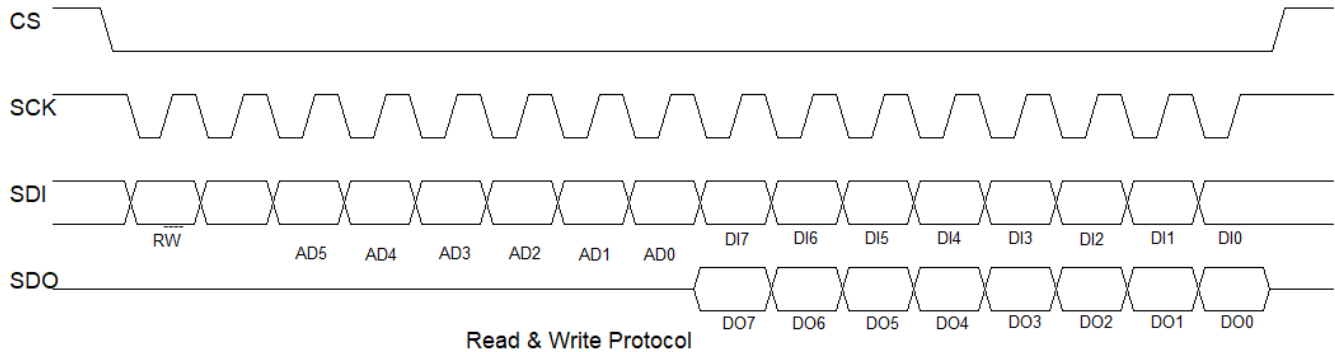 CS
SCK
SDI
RW
AD5 AD4 AD3 AD2 AD1 AD0 DI7 DI6 DI5 DI4 DI3 DI2 DI1 DI0
SDO
DO7 DO6 DO5 DO4 DO3 DO2 DO1 DO0
Read & Write Protocol